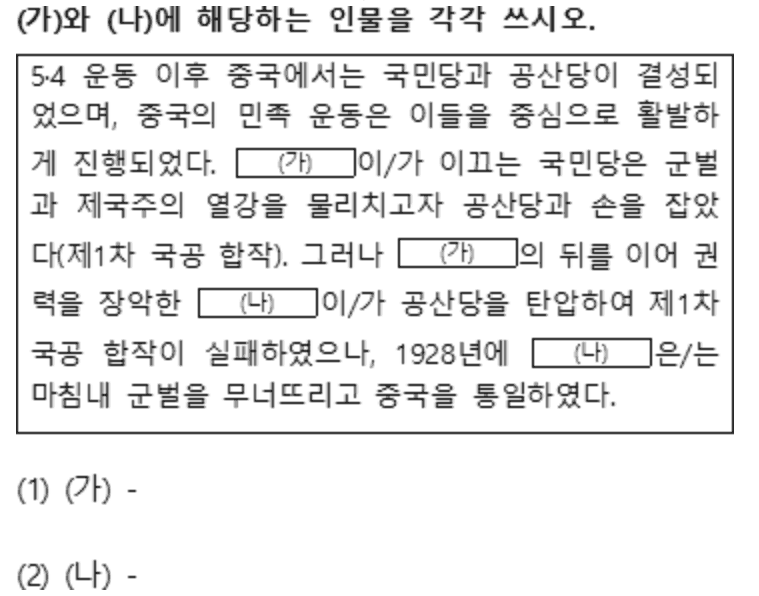 (가)와 (나)에 해당하는 인물을 각각 쓰시오.
5·4 운동 이후 중국에서는 국민당과 공산당이 결성되
었으며, 중국의 민족 운동은 이들을 중심으로 활발하
게 진행되었다. (가) 이/가 이끄는 국민당은 군벌
과 제국주의 열강을 물리치고자 공산당과 손을 잡았
다(제1차 국공 합작). 그러나 (가) 의 뒤를 이어 권
력을 장악한 (나) 이/가 공산당을 탄압하여 제1차
국공 합작이 실패하였으나, 1928년에 (나) 은/는
마침내 군벌을 무너뜨리고 중국을 통일하였다.
(1) (가) -
(2) (나) -